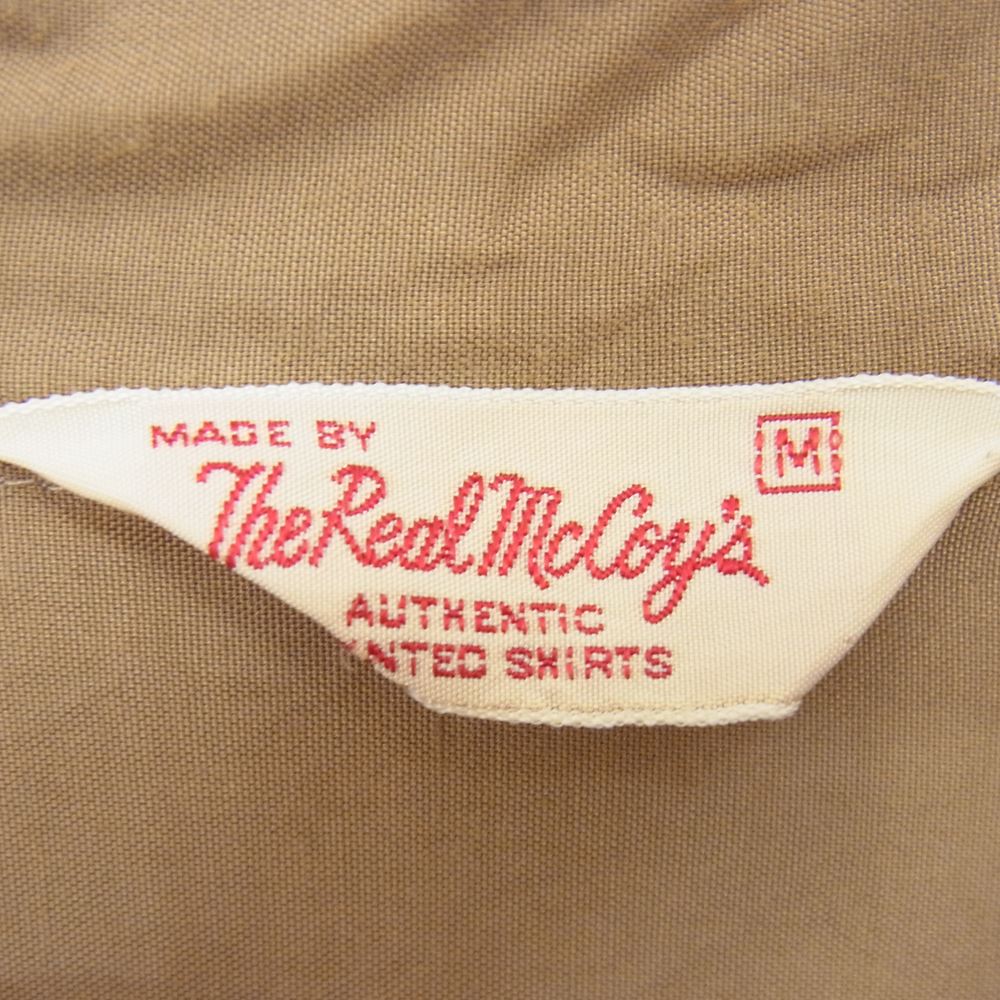 MADE BY
M
The Real McCoy's
AUTHENTIC
SHIRTS